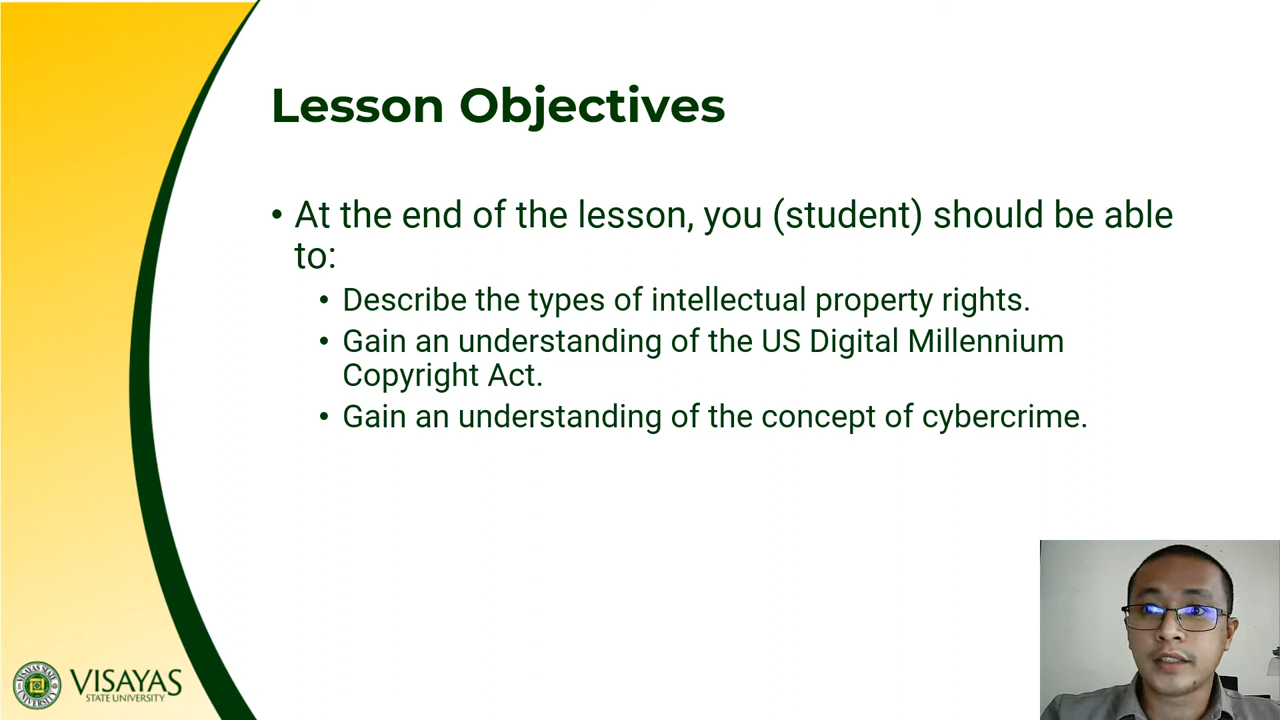 Lesson Objectives
• At the end of the lesson, you (student) should be able
to:
• Describe the types of intellectual property rights.
• Gain an understanding of the US Digital Millennium
Copyright Act.
• Gain an understanding of the concept of cybercrime.
VISAYAS
STATE UNIVERSITY